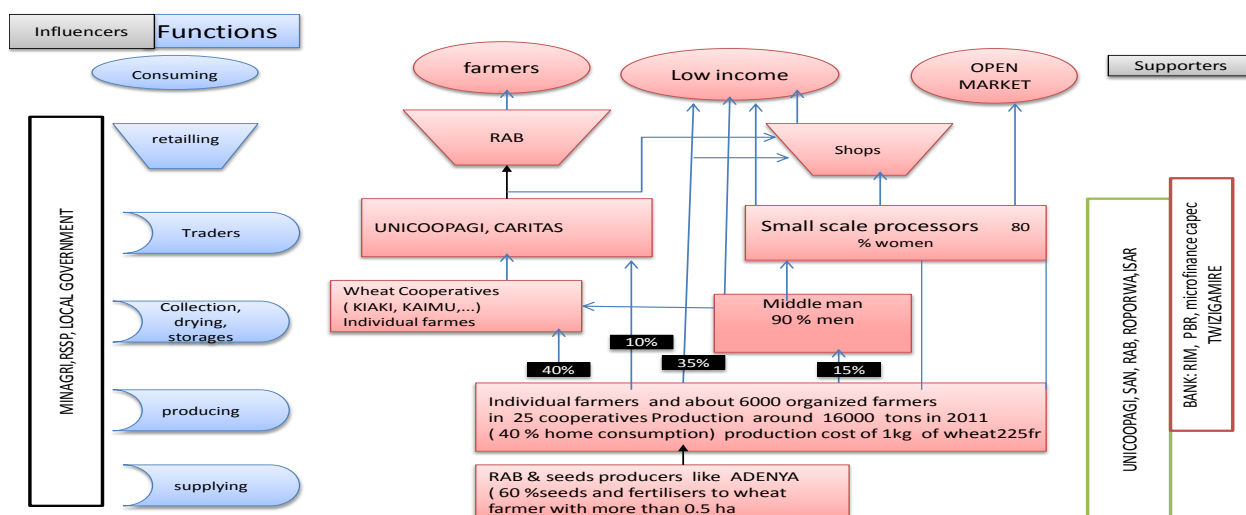 Influencers
Functions
Consuming
farmers
Low income
OPEN
MARKET
Supporters
MINAGRI,RSSP, LOCAL GOVERNMENT
retailling
RAB
Shops
Traders
UNICOOPAGI, CARITAS
Small scale processors 80
% women
Collection,
drying,
storages
Wheat Cooperatives
( KIAKI, KAIMU,...)
Individual farmes
Middle man
90 % men
40%
10%
35%
15%
producing
Individual farmers and about 6000 organized farmers
in 25 cooperatives Production around 16000 tons in 2011
( 40 % home consumption) production cost of 1kg of wheat225fr
supplying
RAB & seeds producers like ADENYA
( 60 %seeds and fertilisers to wheat
farmer with more than 0.5 ha
UNICOOPAGI, SAN, RAB, ROPORWA,ISAR
BANK: RIM, PBR, microfinance capec
TWIZIGAMIRE